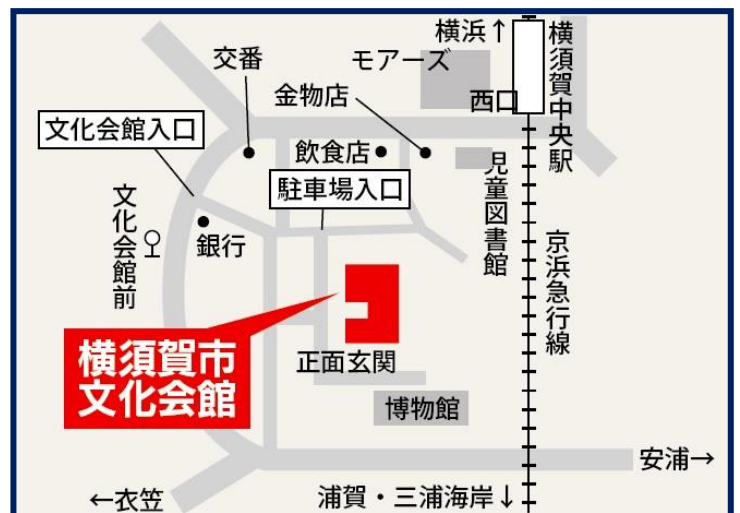 横浜↑
横須賀中央駅
モアーズ
交番
西口
金物店
文化会館入口
飲食店
児童図書館
駐車場入口
文化会館前
銀行
京浜急行線
横須賀市
文化会館
正面玄関
博物館
安浦→
←衣笠
浦賀・三浦海岸↓